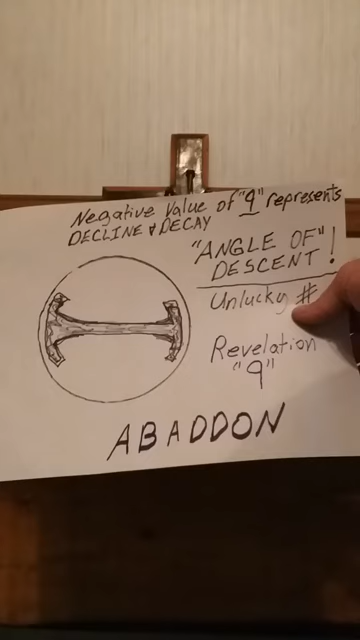 Negative Value of "9" represents
DECLINE & DECAY
"ANGLE OF"
DESCENT!
Unlucky #
Revelation
"9"
ABADDON